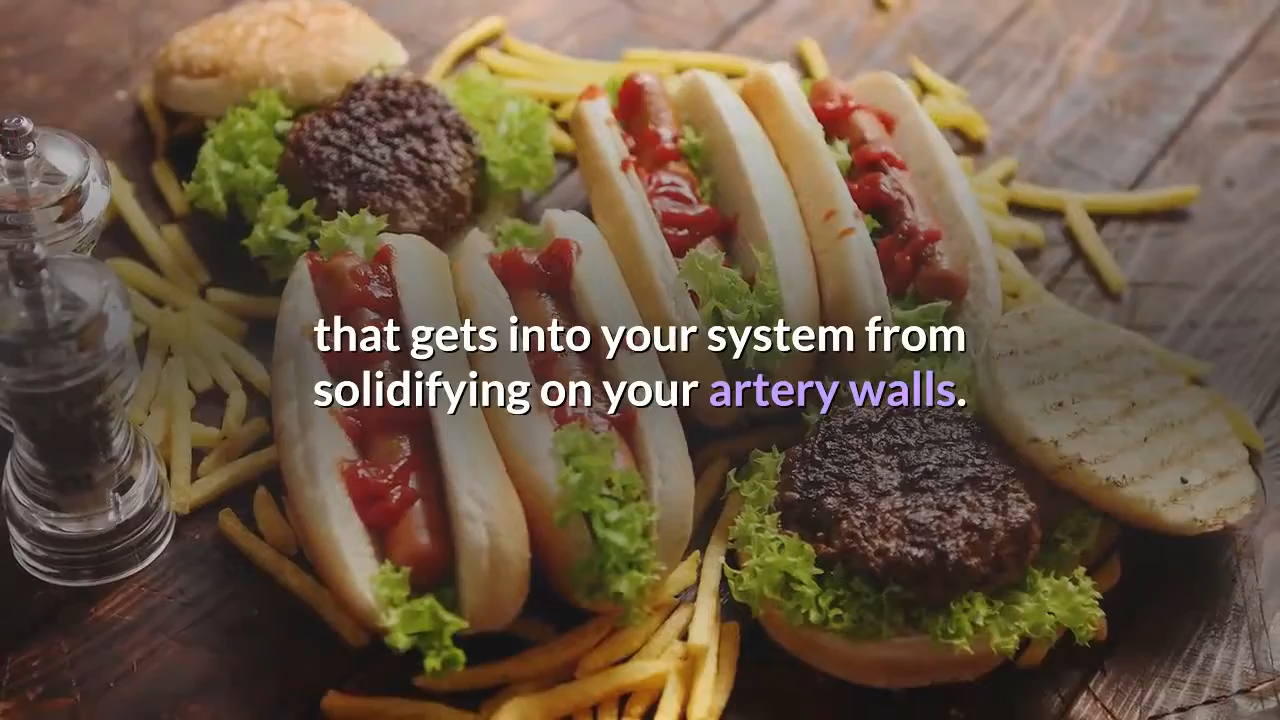 that gets into your system from
solidifying on your artery walls.